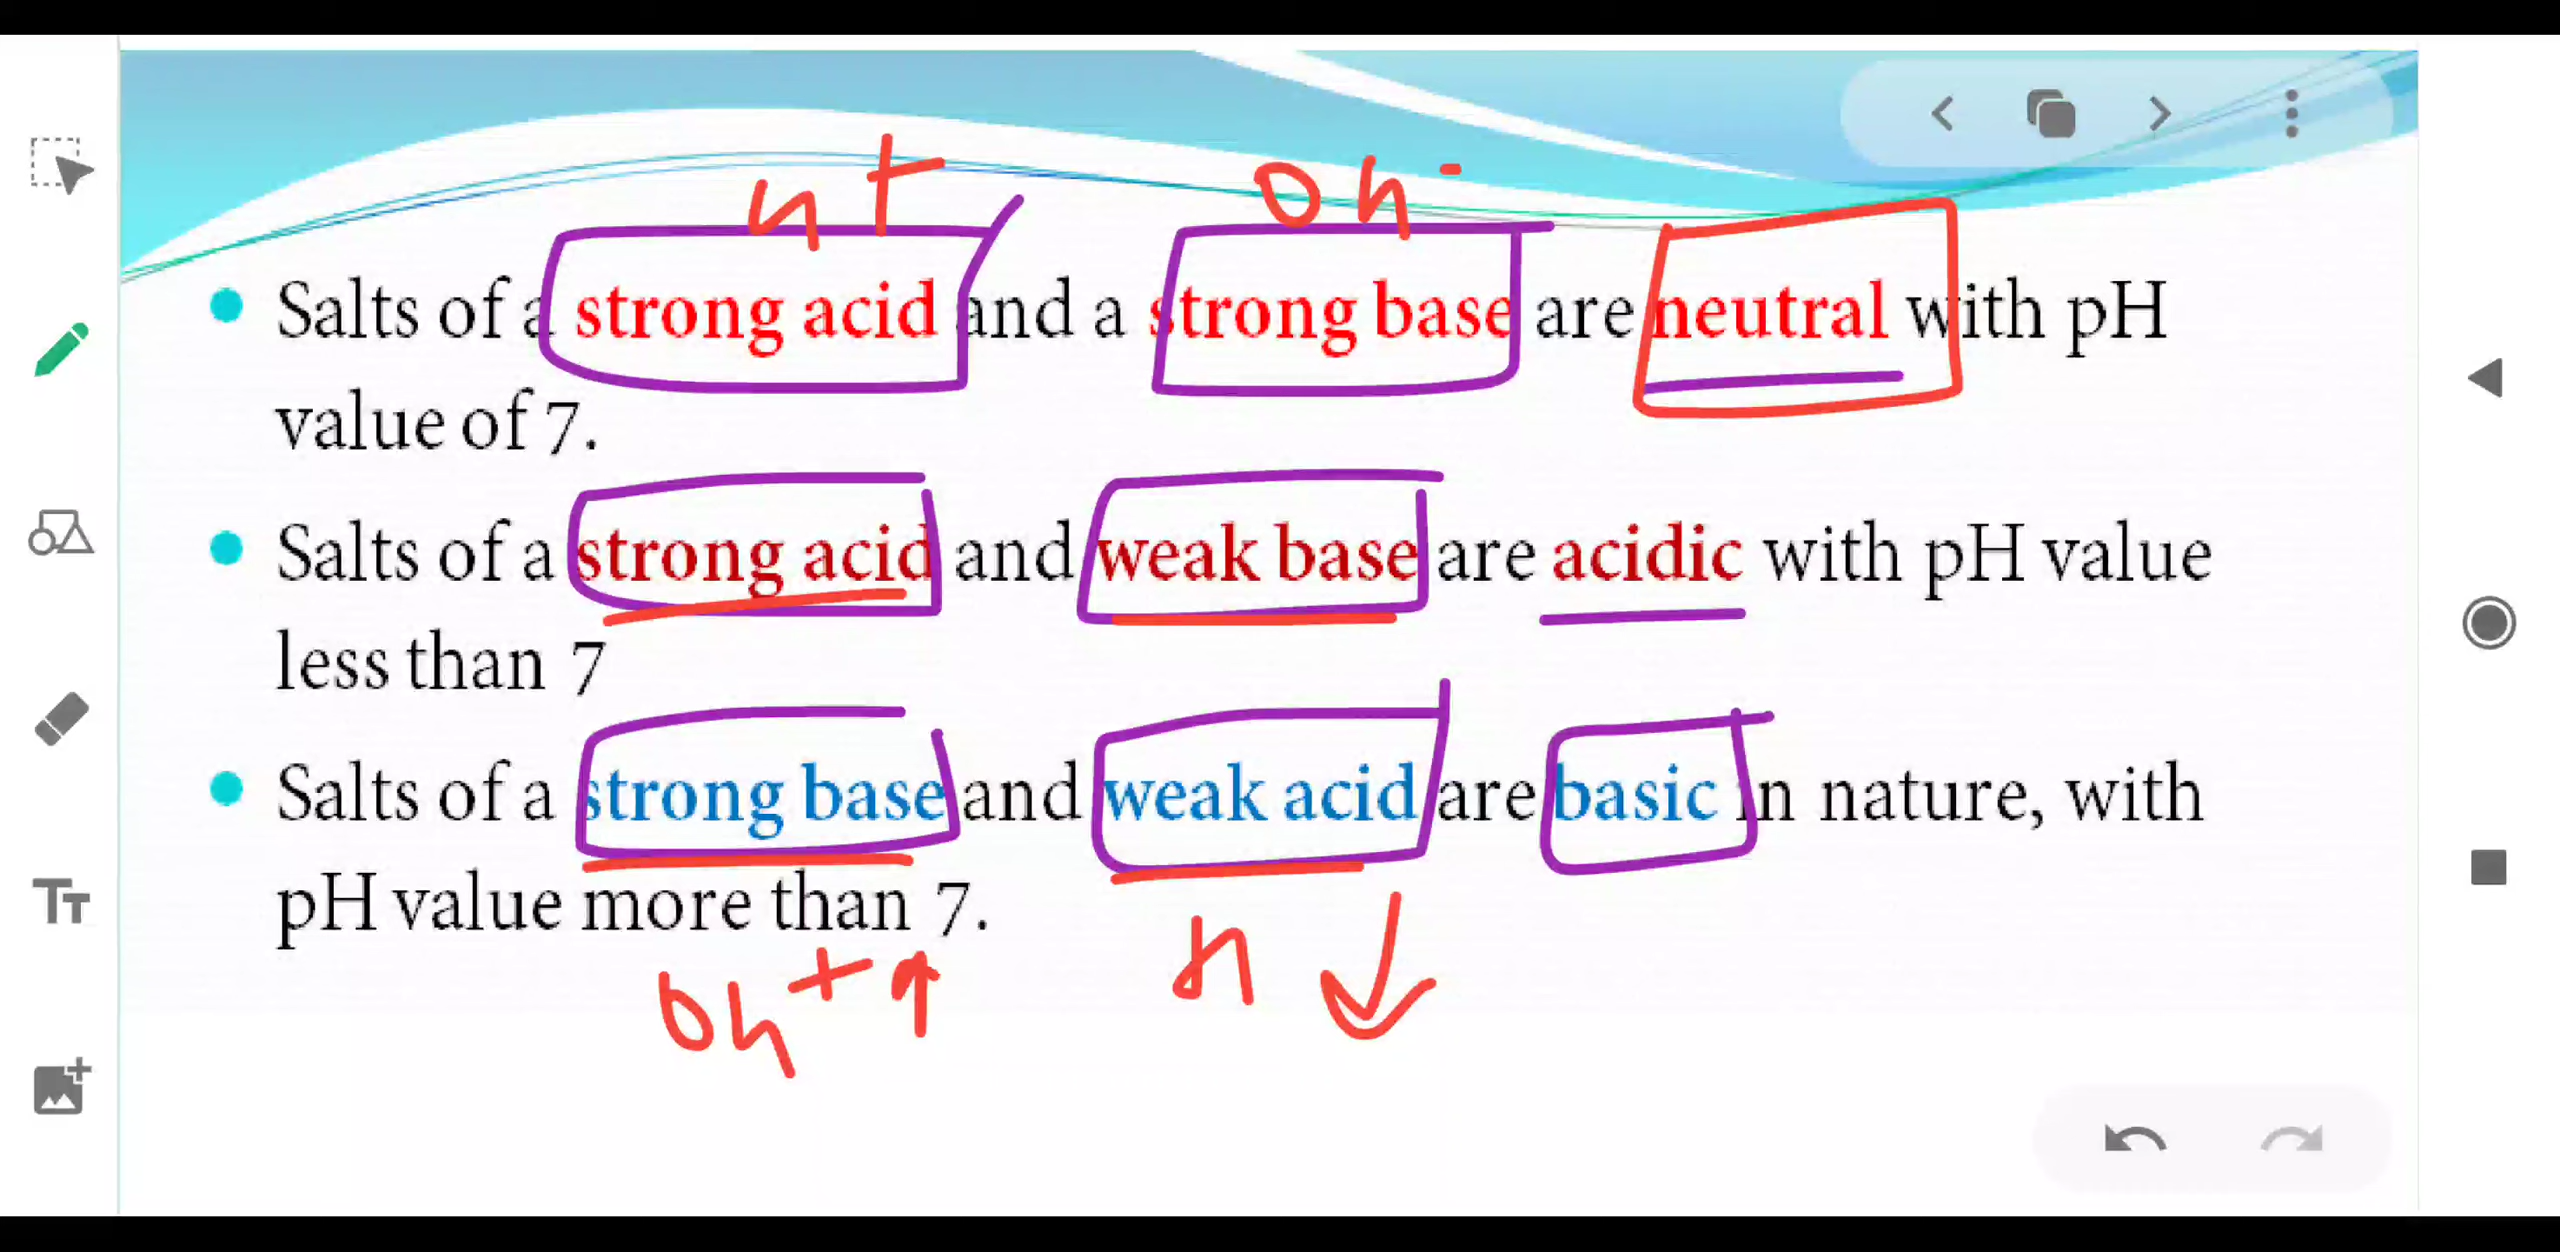 h +
oh -
Salts of a strong acid and a strong base are neutral with pH
value of 7.
Salts of a strong acid and weak base are acidic with pH value
less than 7
Salts of a strong base and weak acid are basic in nature, with
pH value more than 7.
oh + ↑
h ↓
Tт